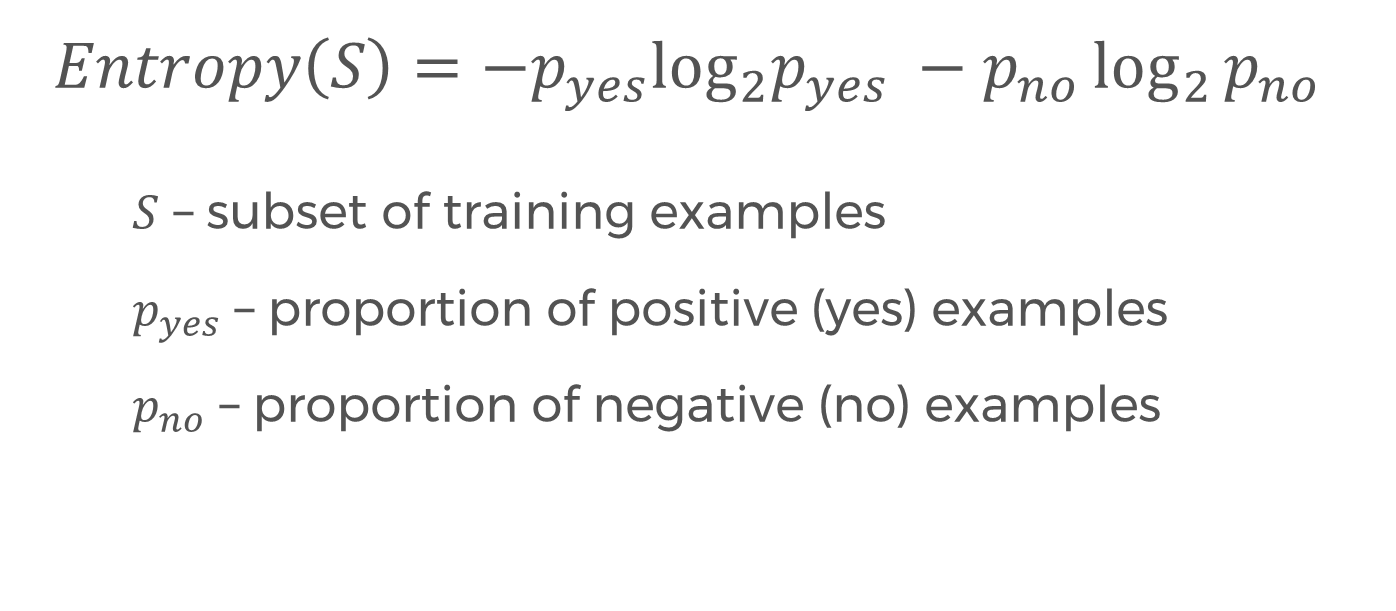 Entropy(S) = −p_yes log₂ p_yes − p_no log₂ p_no
S – subset of training examples
p_yes – proportion of positive (yes) examples
p_no – proportion of negative (no) examples